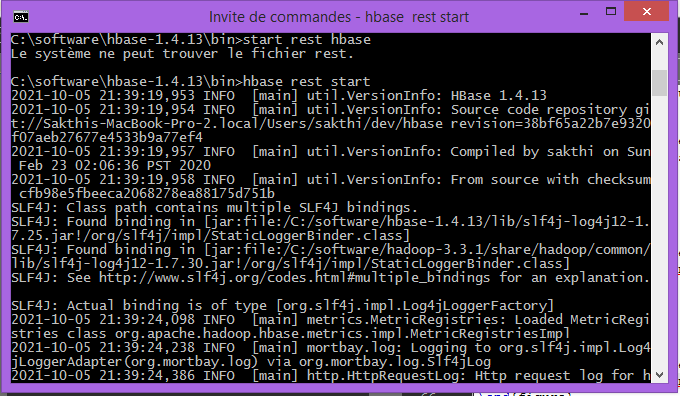 Invite de commandes - hbase  rest start
C:\software\hbase-1.4.13\bin>start rest hbase
Le système ne peut trouver le fichier rest.
C:\software\hbase-1.4.13\bin>hbase rest start
2021-10-05 21:39:19,953 INFO  [main] util.VersionInfo: HBase 1.4.13
2021-10-05 21:39:19,954 INFO  [main] util.VersionInfo: Source code repository gi
t://Sakthis-MacBook-Pro-2.local/Users/sakthi/dev/hbase revision=38bf65a22b7e9320
f07aeb27677e4533b9a77ef4
2021-10-05 21:39:19,957 INFO  [main] util.VersionInfo: Compiled by sakthi on Sun
 Feb 23 02:06:36 PST 2020
2021-10-05 21:39:19,958 INFO  [main] util.VersionInfo: From source with checksum
 cfb98e5fbeeca2068278ea88175d751b
SLF4J: Class path contains multiple SLF4J bindings.
SLF4J: Found binding in [jar:file:/C:/software/hbase-1.4.13/lib/slf4j-log4j12-1.
7.25.jar!/org/slf4j/impl/StaticLoggerBinder.class]
SLF4J: Found binding in [jar:file:/C:/software/hadoop-3.3.1/share/hadoop/common/
lib/slf4j-log4j12-1.7.30.jar!/org/slf4j/impl/StaticLoggerBinder.class]
SLF4J: See http://www.slf4j.org/codes.html#multiple_bindings for an explanation.
SLF4J: Actual binding is of type [org.slf4j.impl.Log4jLoggerFactory]
2021-10-05 21:39:24,098 INFO  [main] metrics.MetricRegistries: Loaded MetricRegi
stries class org.apache.hadoop.hbase.metrics.impl.MetricRegistriesImpl
2021-10-05 21:39:24,238 INFO  [main] mortbay.log: Logging to org.slf4j.impl.Log4
jLoggerAdapter(org.mortbay.log) via org.mortbay.log.Slf4jLog
2021-10-05 21:39:24,386 INFO  [main] http.HttpRequestLog: Http request log for h